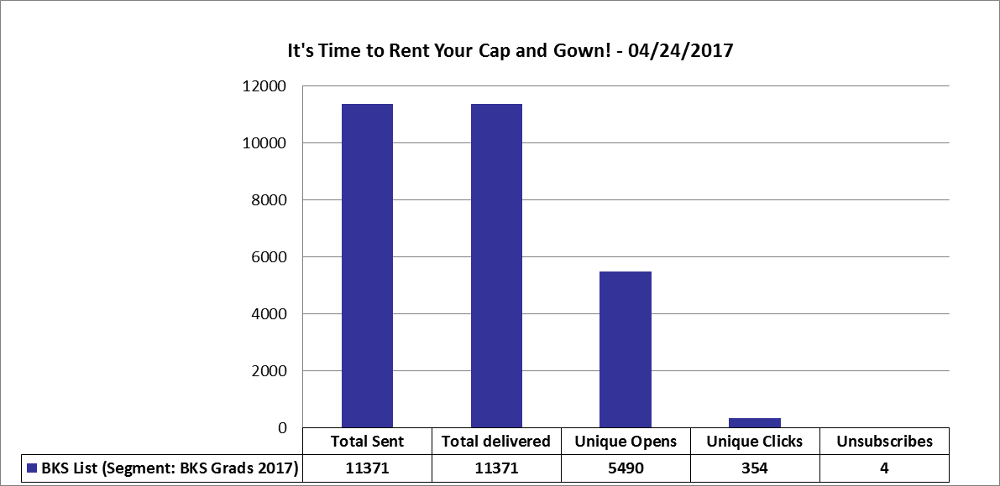 It's Time to Rent Your Cap and Gown! - 04/24/2017
12000
10000
8000
6000
4000
2000
0
Total Sent Total delivered Unique Opens Unique Clicks Unsubscribes
BKS List (Segment: BKS Grads 2017) 11371 11371 5490 354 4